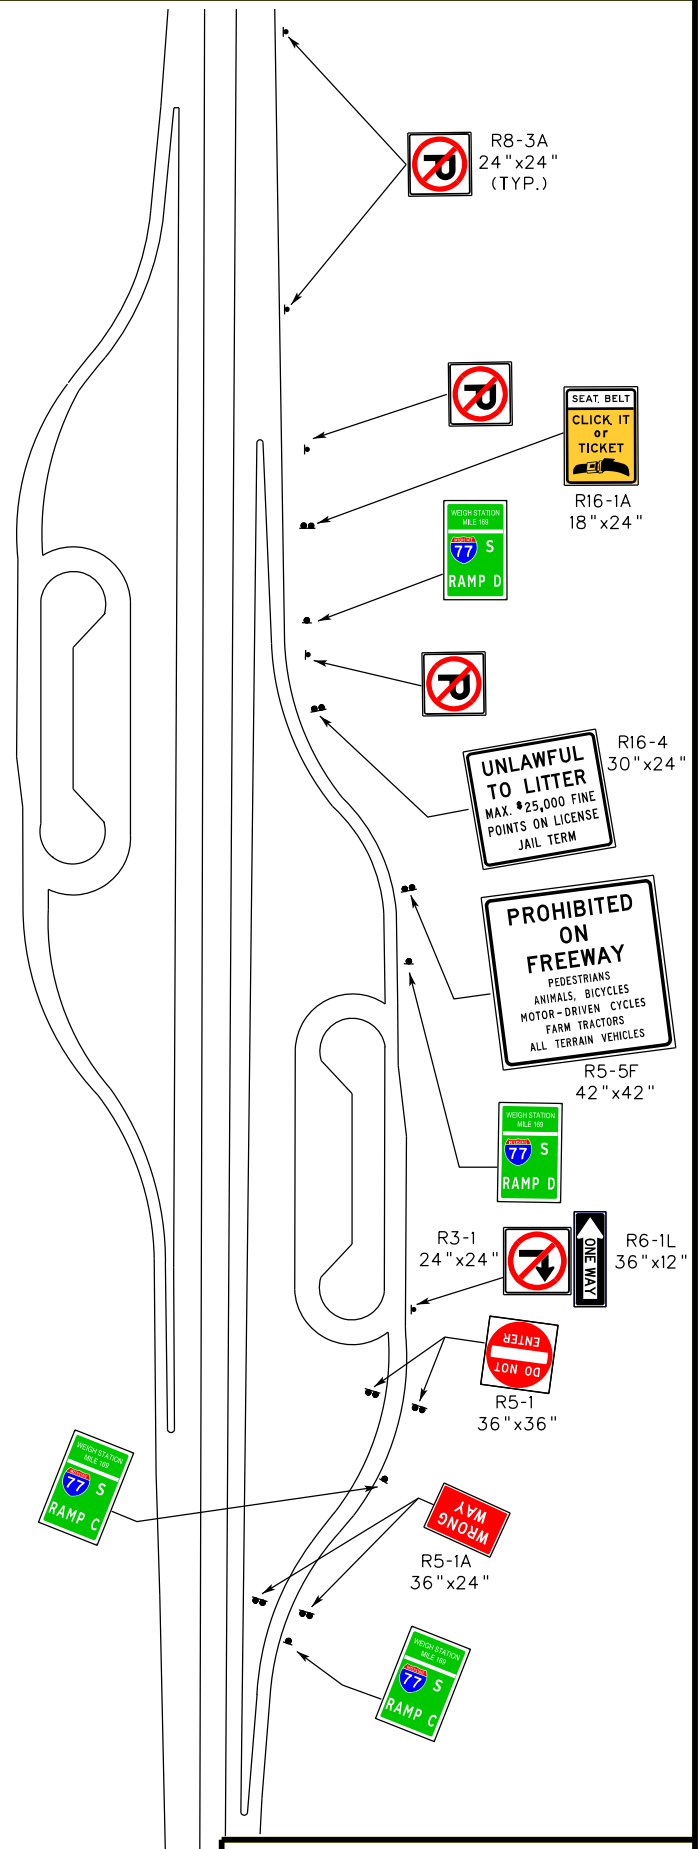 R8-3A
24"x24"
(TYP.)
P
P
SEAT BELT
CLICK IT
or
TICKET
R16-1A
18"x24"
WEIGH STATION
MILE 169
77 S
RAMP D
P
R16-4
30"x24"
UNLAWFUL
TO LITTER
MAX. $25,000 FINE
POINTS ON LICENSE
JAIL TERM
PROHIBITED
ON
FREEWAY
PEDESTRIANS
ANIMALS, BICYCLES
MOTOR-DRIVEN CYCLES
FARM TRACTORS
ALL TERRAIN VEHICLES
R5-5F
42"x42"
WEIGH STATION
MILE 169
77 S
RAMP D
R3-1
24"x24"
ONE WAY
R6-1L
36"x12"
DO NOT
ENTER
R5-1
36"x36"
WEIGH STATION
MILE 169
77 S
RAMP C
WRONG
WAY
R5-1A
36"x24"
WEIGH STATION
MILE 169
77 S
RAMP C